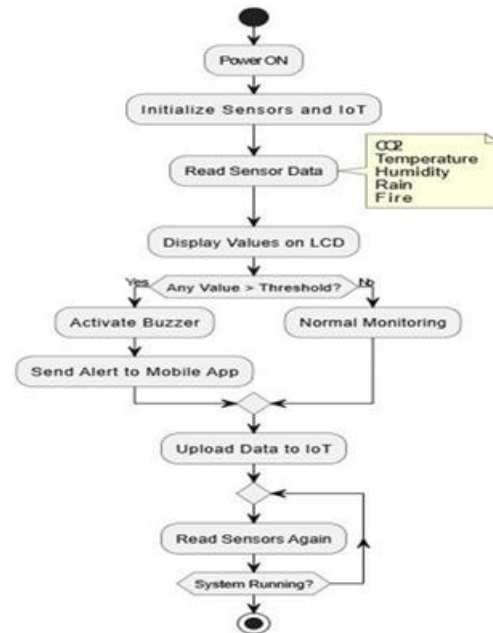 Power ON
Initialize Sensors and IoT
Read Sensor Data
CO2
Temperature
Humidity
Rain
Fire
Display Values on LCD
Yes
Any Value > Threshold?
No
Activate Buzzer
Normal Monitoring
Send Alert to Mobile App
Upload Data to IoT
Read Sensors Again
System Running?